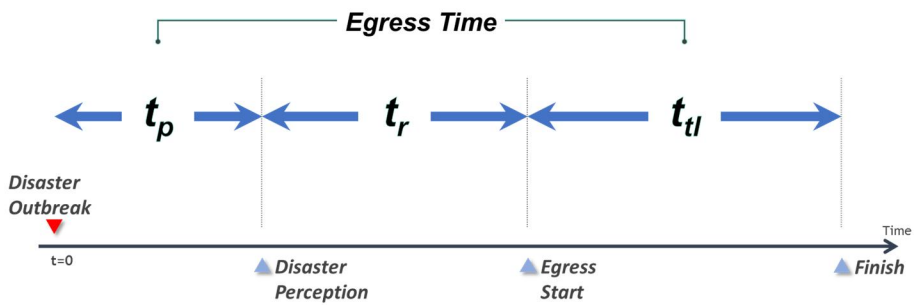 Egress Time
tp
tr
ttl
Disaster
Outbreak
Time
t=0
Disaster
Perception
Egress
Start
Finish